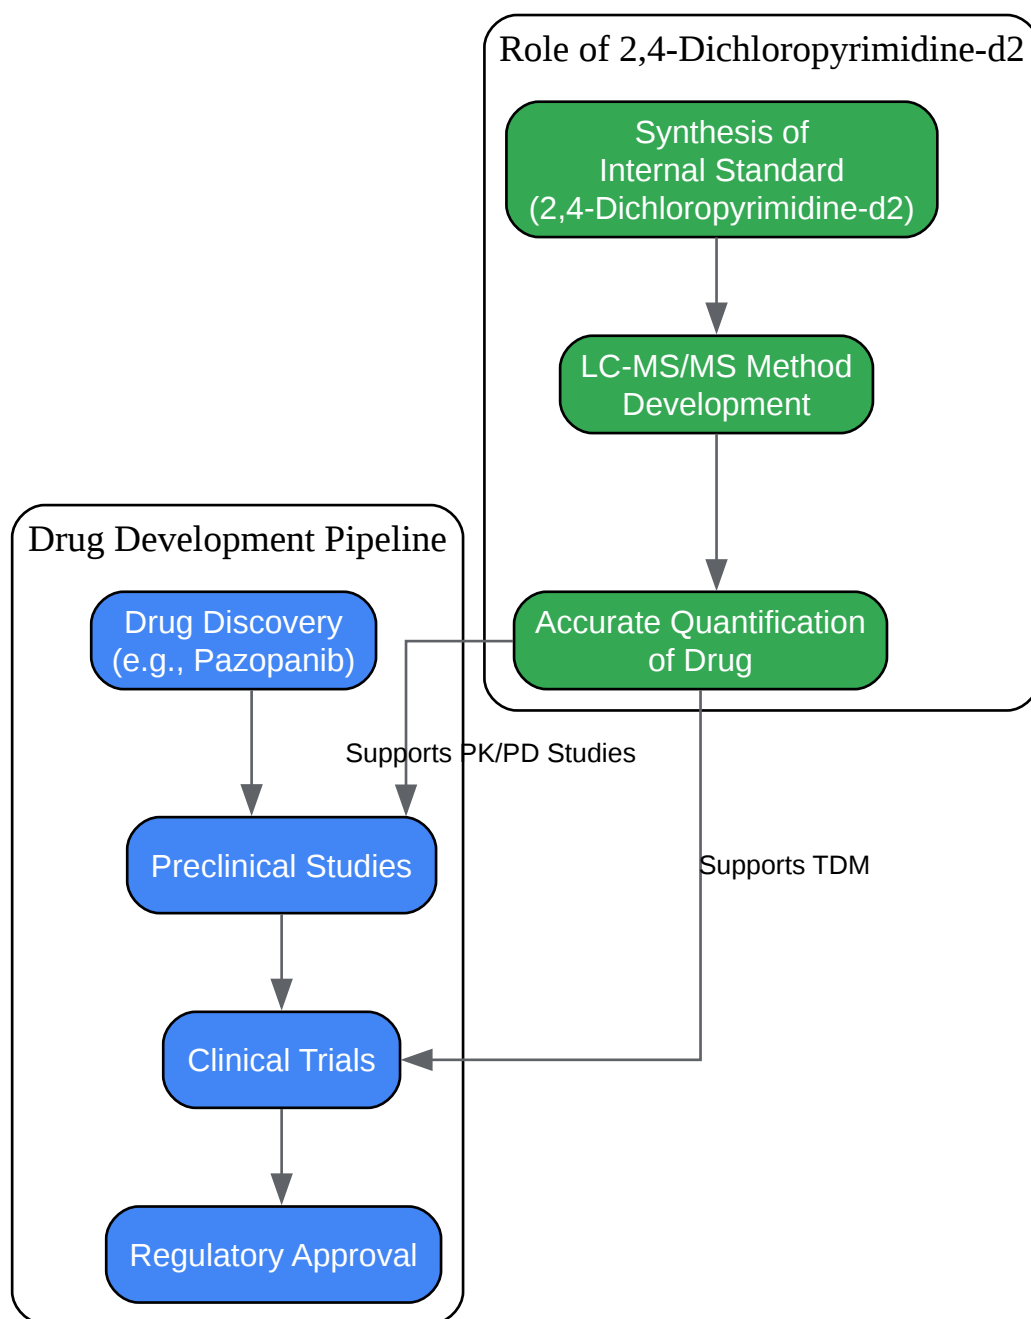 Role of 2,4-Dichloropyrimidine-d2
Synthesis of
Internal Standard
(2,4-Dichloropyrimidine-d2)
LC-MS/MS Method
Development
Accurate Quantification
of Drug
Drug Development Pipeline
Drug Discovery
(e.g., Pazopanib)
Supports PK/PD Studies
Preclinical Studies
Supports TDM
Clinical Trials
Regulatory Approval